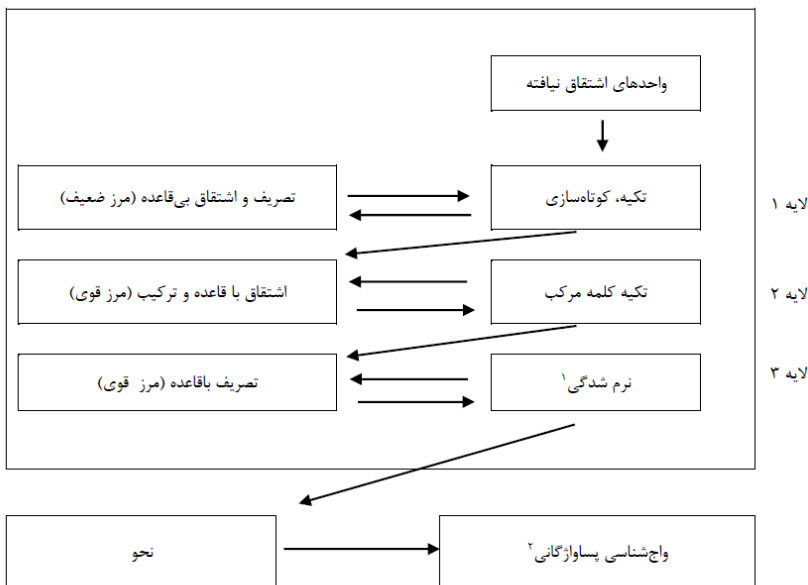 واحدهای اشتقاق نیافته
لایه ۱
تکیه، کوتاه‌سازی
تصریف و اشتقاق بی‌قاعده (مرز ضعیف)
لایه ۲
تکیه کلمه مرکب
اشتقاق با قاعده و ترکیب (مرز قوی)
لایه ۳
نرم شدگی۱
تصریف باقاعده (مرز قوی)
واج‌شناسی پساواژگانی۲
نحو